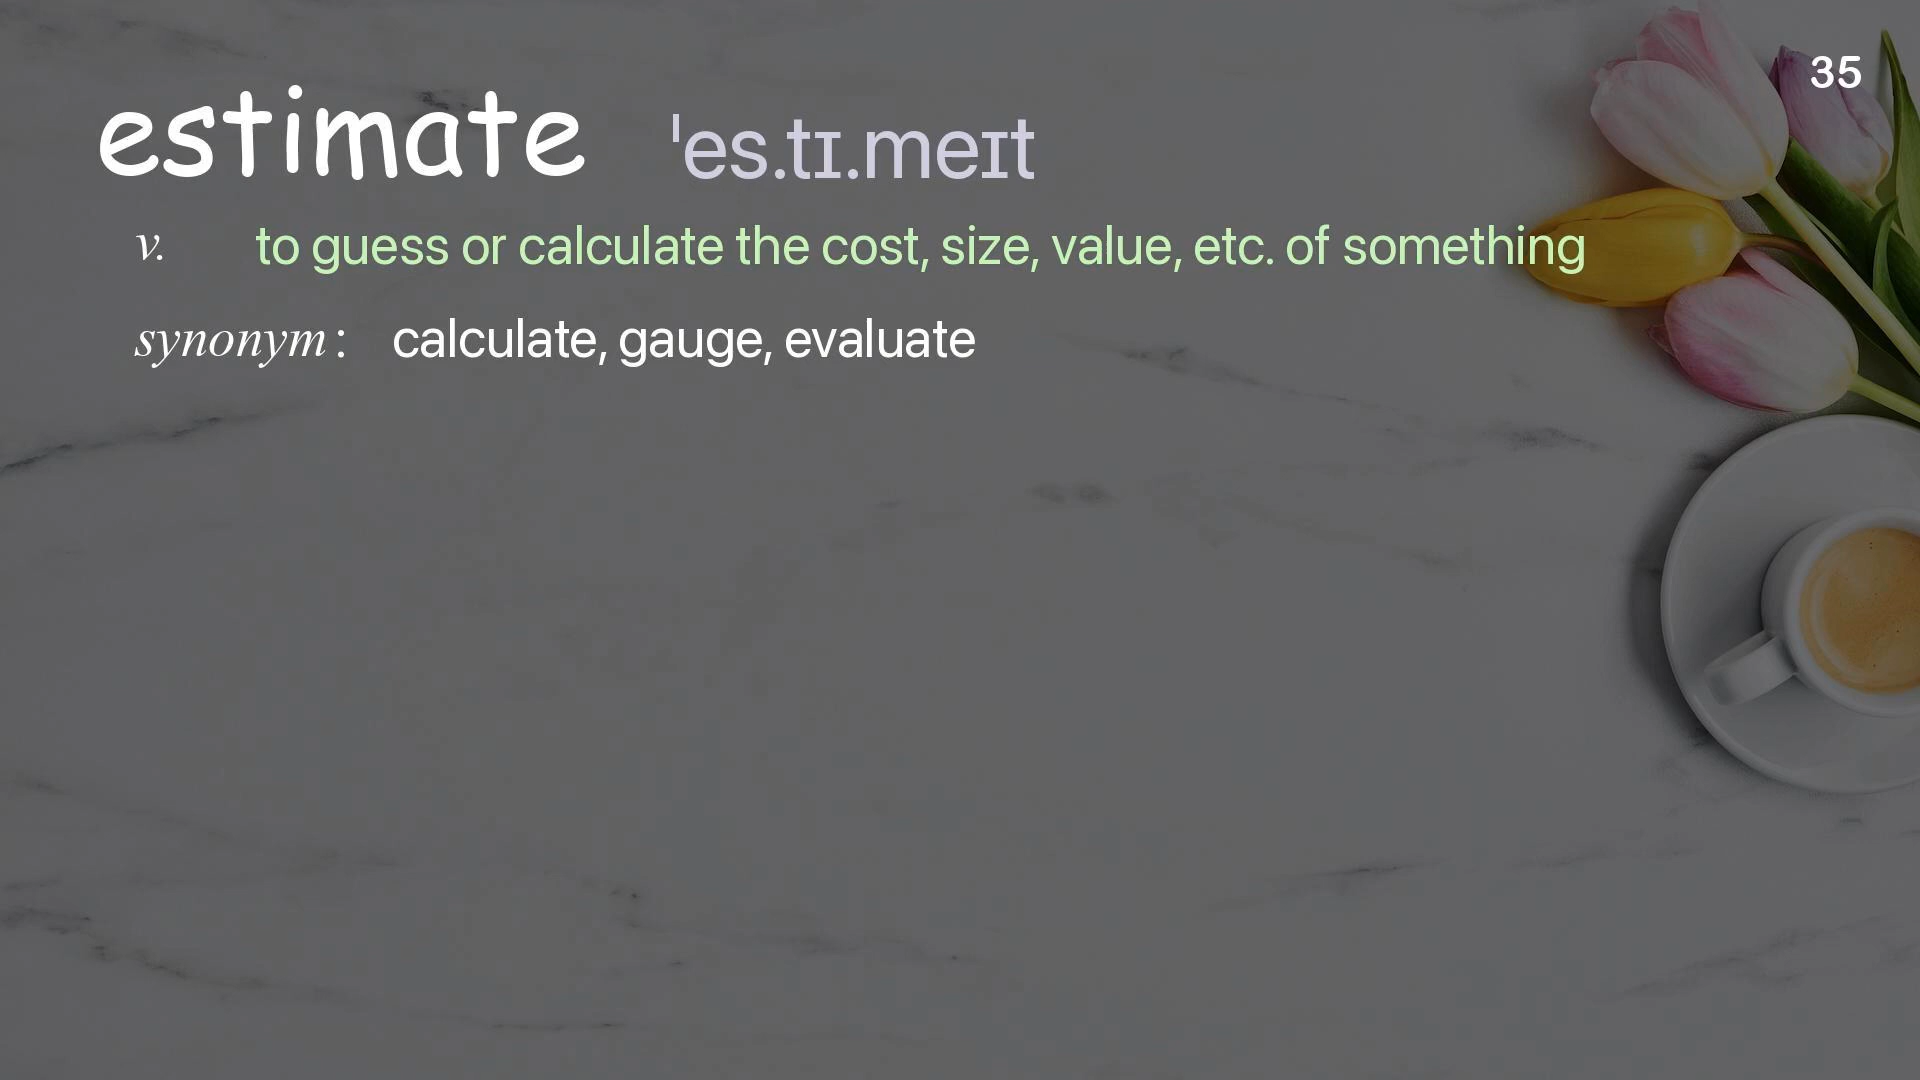 35
estimate ˈes.tɪ.meɪt
v. to guess or calculate the cost, size, value, etc. of something
synonym: calculate, gauge, evaluate